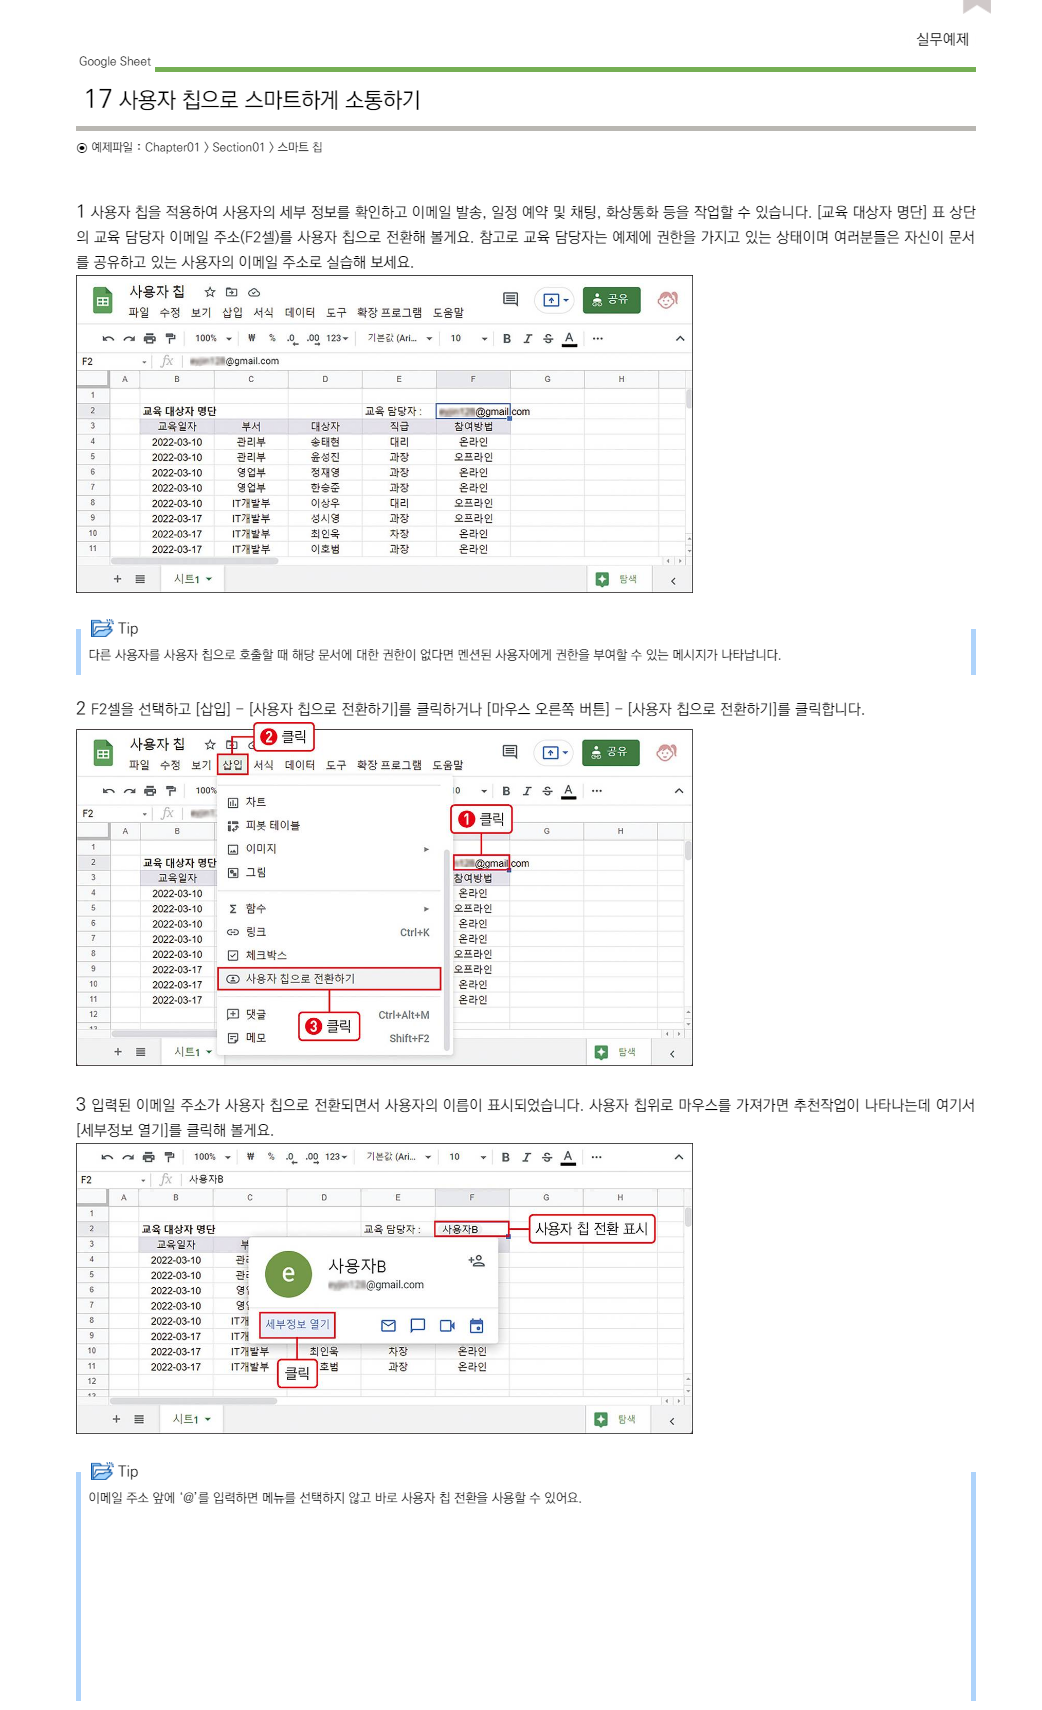 실무예제
Google Sheet
17 사용자 칩으로 스마트하게 소통하기
예제파일 : Chapter01 > Section01 > 스마트 칩
1 사용자 칩을 적용하여 사용자의 세부 정보를 확인하고 이메일 발송, 일정 예약 및 채팅, 화상통화 등을 작업할 수 있습니다. [교육 대상자 명단] 표 상단
의 교육 담당자 이메일 주소(F2셀)를 사용자 칩으로 전환해 볼게요. 참고로 교육 담당자는 예제에 권한을 가지고 있는 상태이며 여러분들은 자신이 문서
를 공유하고 있는 사용자의 이메일 주소로 실습해 보세요.
사용자 칩
공유
파일 수정 보기 삽입 서식 데이터 도구 확장 프로그램 도움말
100% ₩ % .0 .00 123 기본값 (Ari... 10 B I S A ...
F2 fx @gmail.com
A B C D E F G H
1
2 교육 대상자 명단 교육 담당자 : @gmail.com
3 교육일자 부서 대상자 직급 참여방법
4 2022-03-10 관리부 송태현 대리 온라인
5 2022-03-10 관리부 윤성진 과장 오프라인
6 2022-03-10 영업부 정재영 과장 온라인
7 2022-03-10 영업부 한승준 과장 온라인
8 2022-03-10 IT개발부 이상우 대리 오프라인
9 2022-03-17 IT개발부 성시영 과장 오프라인
10 2022-03-17 IT개발부 최인욱 차장 온라인
11 2022-03-17 IT개발부 이호범 과장 온라인
+ 시트1 탐색
Tip
다른 사용자를 사용자 칩으로 호출할 때 해당 문서에 대한 권한이 없다면 멘션된 사용자에게 권한을 부여할 수 있는 메시지가 나타납니다.
2 F2셀을 선택하고 [삽입] – [사용자 칩으로 전환하기]를 클릭하거나 [마우스 오른쪽 버튼] – [사용자 칩으로 전환하기]를 클릭합니다.
사용자 칩
2 클릭
공유
파일 수정 보기 삽입 서식 데이터 도구 확장 프로그램 도움말
100% 0 B I S A ...
F2 fx
차트
1 클릭
A B G H
피봇 테이블
1
이미지
2 교육 대상자 명단 @gmail.com
3 교육일자 참여방법
그림
4 2022-03-10 온라인
5 2022-03-10 오프라인
함수
6 2022-03-10 온라인
링크 Ctrl+K
7 2022-03-10 온라인
8 2022-03-10 오프라인
체크박스
9 2022-03-17 오프라인
사용자 칩으로 전환하기
10 2022-03-17 온라인
11 2022-03-17 온라인
12
댓글 Ctrl+Alt+M
3 클릭
메모 Shift+F2
+ 시트1 탐색
3 입력된 이메일 주소가 사용자 칩으로 전환되면서 사용자의 이름이 표시되었습니다. 사용자 칩위로 마우스를 가져가면 추천작업이 나타나는데 여기서
[세부정보 열기]를 클릭해 볼게요.
100% ₩ % .0 .00 123 기본값 (Ari... 10 B I S A ...
F2 fx 사용자B
A B C D E F G H
1
2 교육 대상자 명단 교육 담당자 : 사용자B
사용자 칩 전환 표시
3 교육일자
4 2022-03-10
5 2022-03-10
6 2022-03-10
7 2022-03-10
8 2022-03-10
9 2022-03-17
e
사용자B
@gmail.com
세부정보 열기
10 2022-03-17 IT개발부 최인욱 차장 온라인
11 2022-03-17 IT개발부 호범 과장 온라인
클릭
12
+ 시트1 탐색
Tip
이메일 주소 앞에 ‘@’를 입력하면 메뉴를 선택하지 않고 바로 사용자 칩 전환을 사용할 수 있어요.